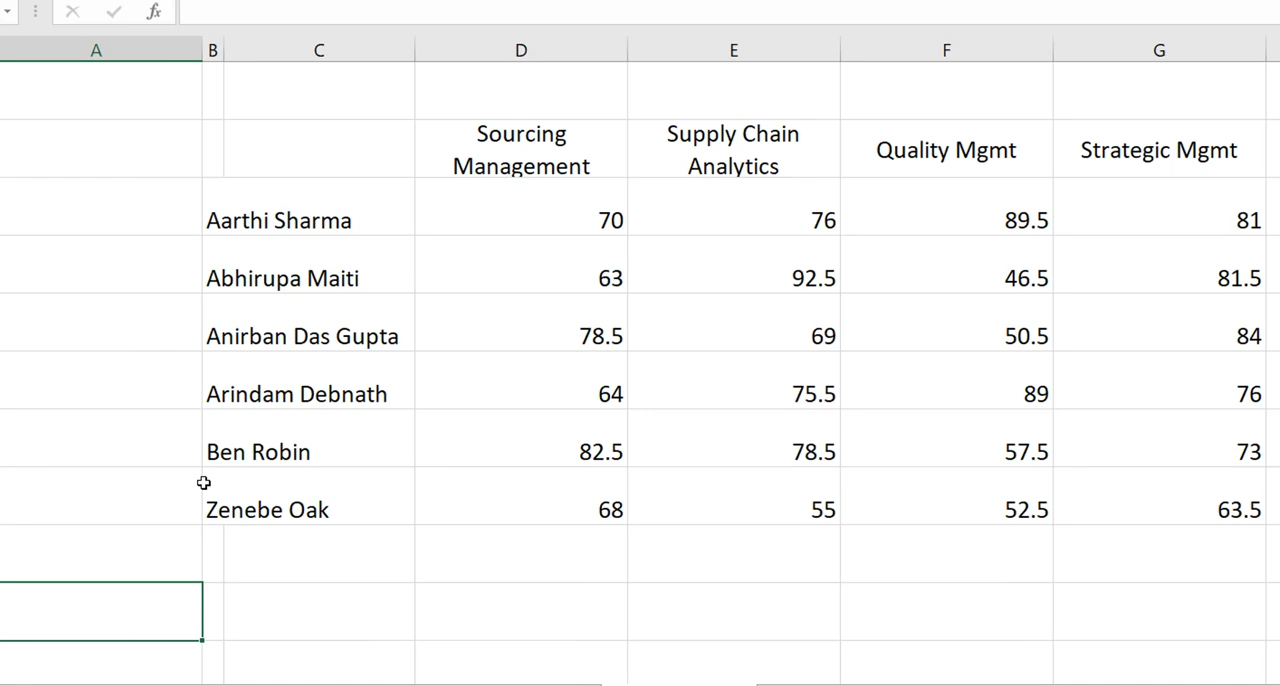 fx
A B C D E F G
Sourcing Management Supply Chain Analytics Quality Mgmt Strategic Mgmt
Aarthi Sharma 70 76 89.5 81
Abhirupa Maiti 63 92.5 46.5 81.5
Anirban Das Gupta 78.5 69 50.5 84
Arindam Debnath 64 75.5 89 76
Ben Robin 82.5 78.5 57.5 73
Zenebe Oak 68 55 52.5 63.5